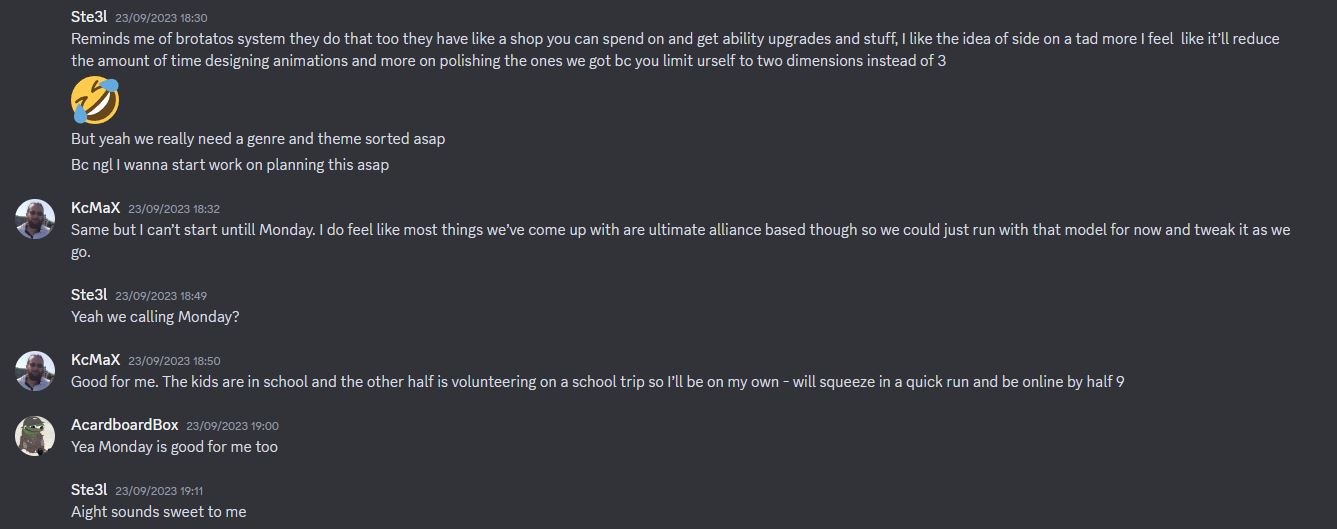 Ste3l 23/09/2023 18:30
Reminds me of brotatos system they do that too they have like a shop you can spend on and get ability upgrades and stuff, I like the idea of side on a tad more I feel  like it’ll reduce
the amount of time designing animations and more on polishing the ones we got bc you limit urself to two dimensions instead of 3
But yeah we really need a genre and theme sorted asap
Bc ngl I wanna start work on planning this asap
KcMaX 23/09/2023 18:32
Same but I can’t start untill Monday. I do feel like most things we’ve come up with are ultimate alliance based though so we could just run with that model for now and tweak it as we
go.
Ste3l 23/09/2023 18:49
Yeah we calling Monday?
KcMaX 23/09/2023 18:50
Good for me. The kids are in school and the other half is volunteering on a school trip so I’ll be on my own - will squeeze in a quick run and be online by half 9
AcardboardBox 23/09/2023 19:00
Yea Monday is good for me too
Ste3l 23/09/2023 19:11
Aight sounds sweet to me